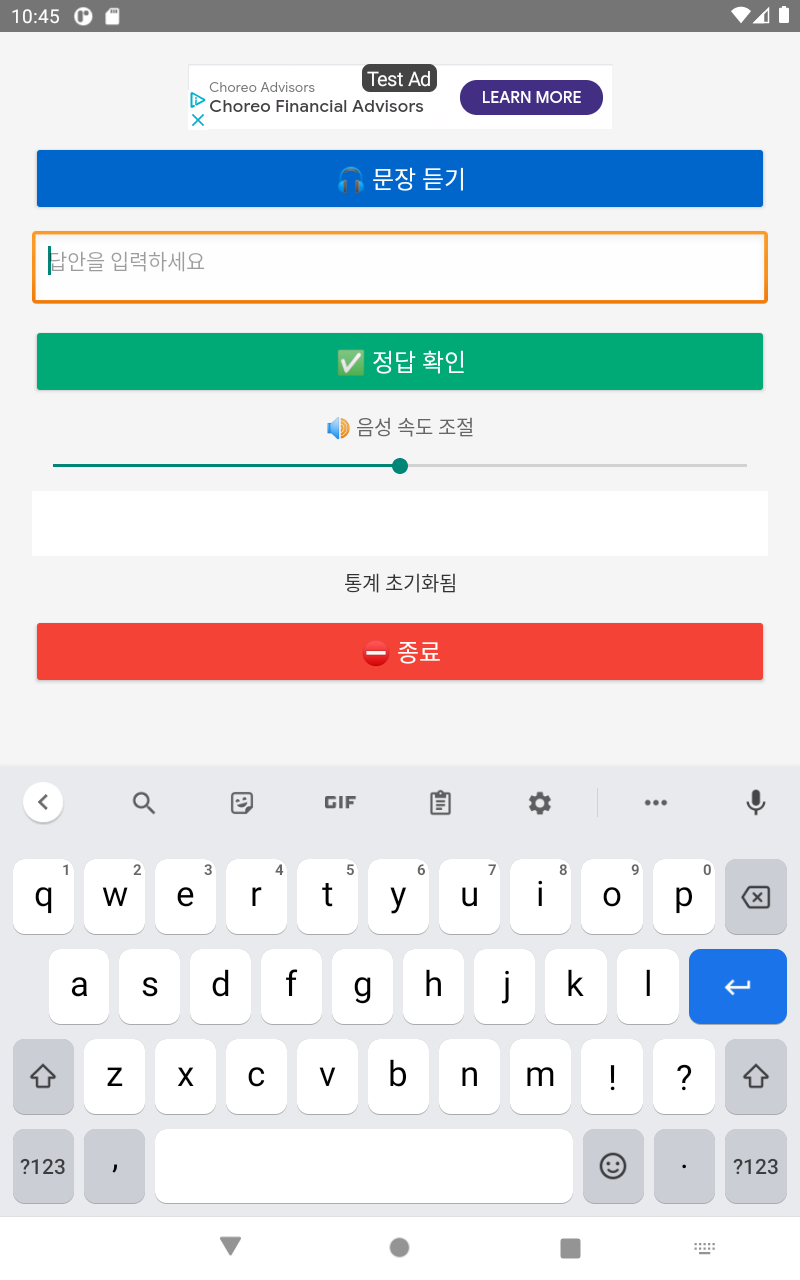 10:45
Test Ad
Choreo Advisors
Choreo Financial Advisors
LEARN MORE
🎧 문장 듣기
답안을 입력하세요
✅ 정답 확인
🔊 음성 속도 조절
통계 초기화됨
⛔ 종료
GIF
1 2 3 4 5 6 7 8 9 0
q w e r t y u i o p
a s d f g h j k l
z x c v b n m ! ?
?123 , . ?123